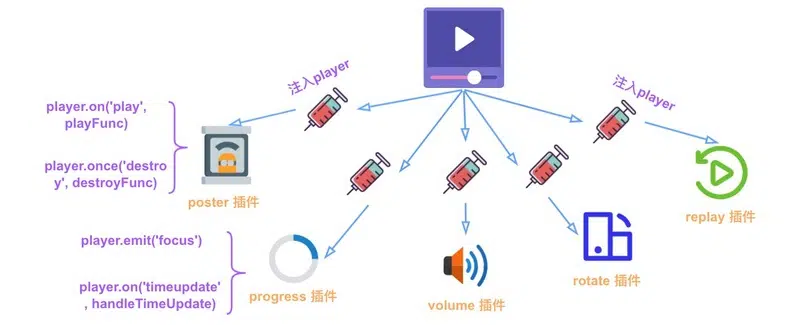 注入player
注入player
player.on('play',
playFunc)
player.once('destro
y', destroyFunc)
poster 插件
replay 插件
player.emit('focus')
player.on('timeupdate'
, handleTimeUpdate)
progress 插件
volume 插件
rotate 插件